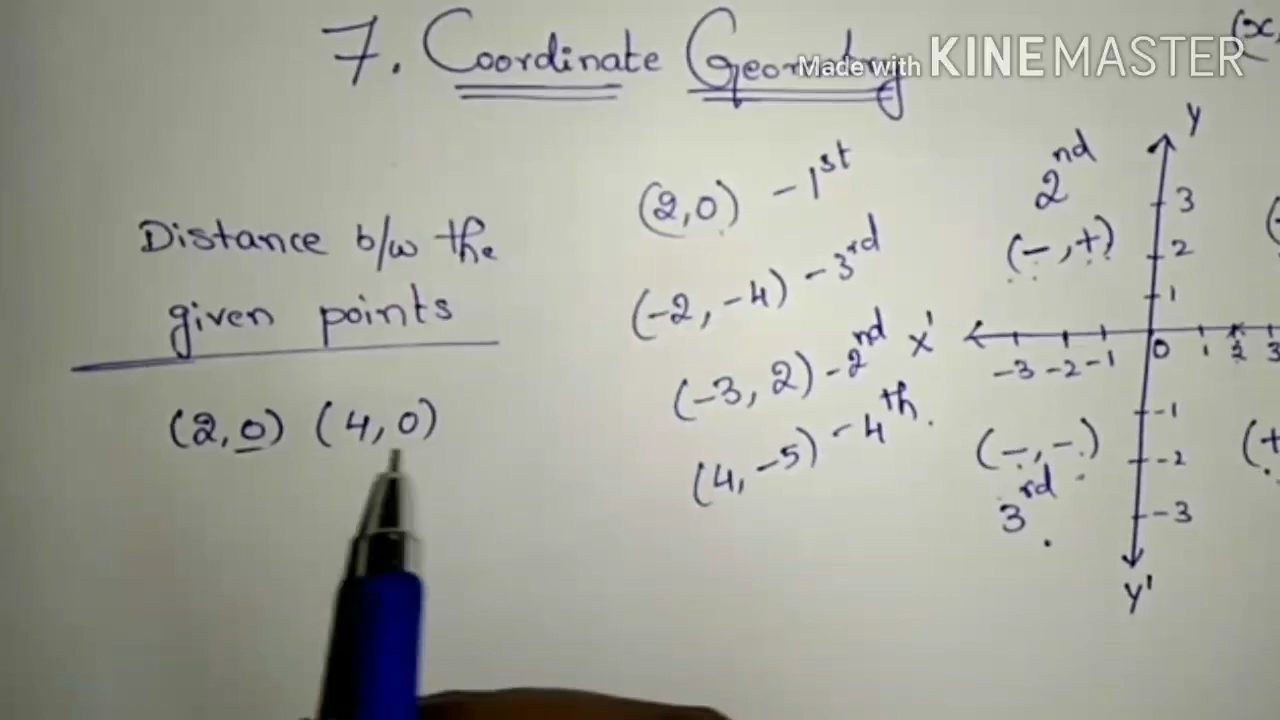 7. Coordinate Geometry
Made with KINEMASTER
(x,
Distance b/w the
given points
(2,0) (4,0)
(2,0) - 1st
(-2, -4) - 3rd
(-3, 2) - 2nd
(4, -5) - 4th.
Y
2nd
(-,+)
3
2
1
X'
-3 -2 -1 0 1 2 3
-1
-2
-3
(-,-)
3rd
(+
Y'